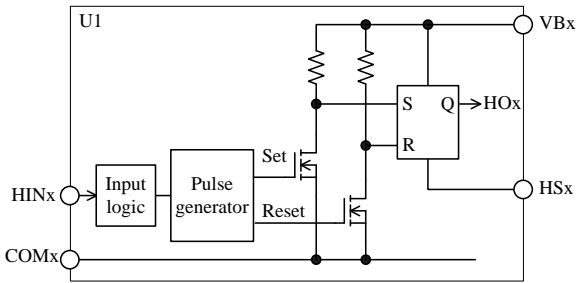 U1
VBx
S
Q
HOx
R
Set
HINx
Input
logic
Pulse
generator
HSx
Reset
COMx